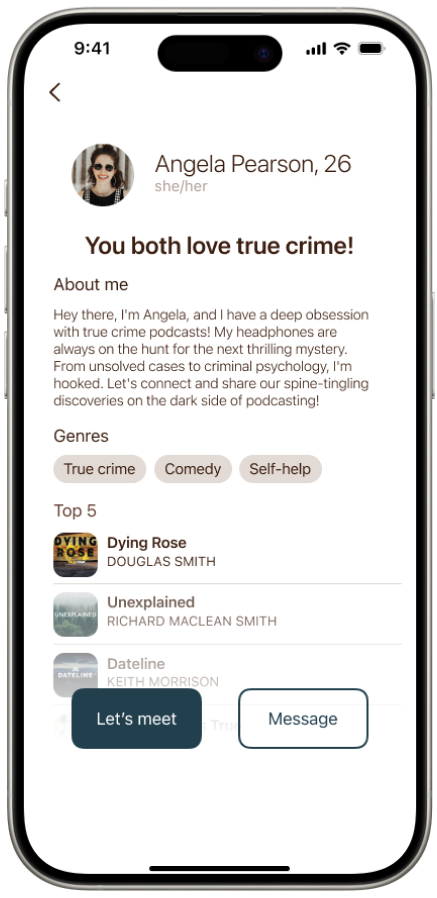 9:41
Angela Pearson, 26
she/her
You both love true crime!
About me
Hey there, I'm Angela, and I have a deep obsession
with true crime podcasts! My headphones are
always on the hunt for the next thrilling mystery.
From unsolved cases to criminal psychology, I'm
hooked. Let's connect and share our spine-tingling
discoveries on the dark side of podcasting!
Genres
True crime Comedy Self-help
Top 5
DYING
ROSE
Dying Rose
DOUGLAS SMITH
UNEXPLAINED
Unexplained
RICHARD MACLEAN SMITH
DATELINE
Dateline
KEITH MORRISON
Let's meet Message